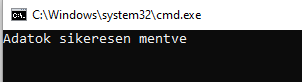 C:\Windows\system32\cmd.exe
Adatok sikeresen mentve